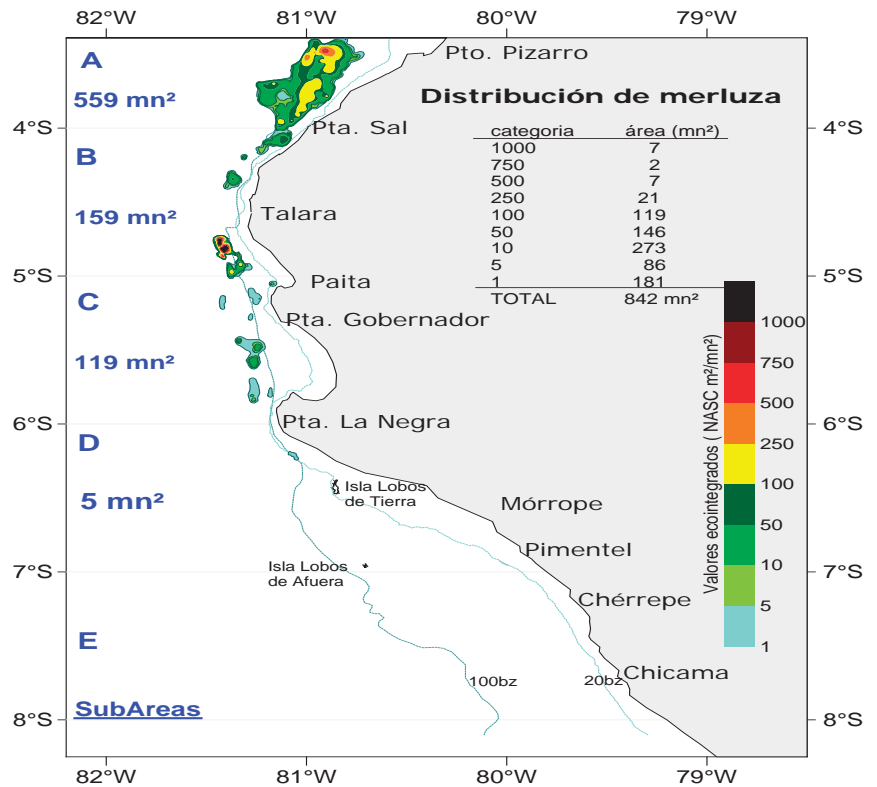 82°W 81°W 80°W 79°W
A
559 mn²
Pto. Pizarro
Distribución de merluza
categoria área (mn²)
1000 7
750 2
500 7
250 21
100 119
50 146
10 273
5 86
1 181
TOTAL 842 mn²
4°S 4°S
Pta. Sal
B
159 mn²
Talara
5°S 5°S
Paita
C
Pta. Gobernador
119 mn²
6°S 6°S
Pta. La Negra
D
5 mn²
Isla Lobos
de Tierra
Mórrope
Pimentel
Isla Lobos
de Afuera
7°S 7°S
Chérrepe
E
Chicama
100bz 20bz
SubAreas
8°S 8°S
Valores ecointegrados ( NASC m²/mn²)
1000
750
500
250
100
50
10
5
1
82°W 81°W 80°W 79°W